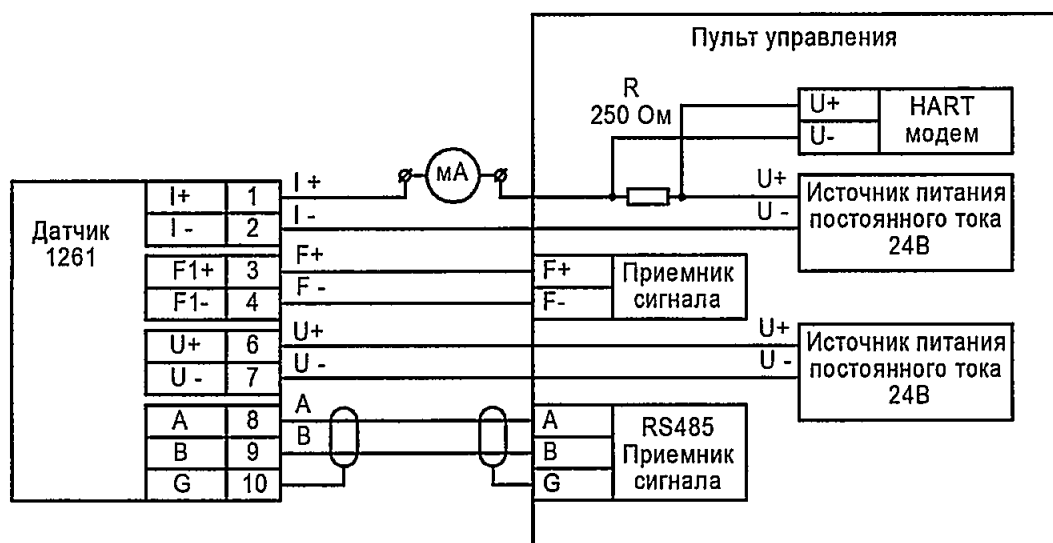 Пульт управления
R
250 Ом
U+
U-
HART
модем
мА
Датчик
1261
I+ 1
I - 2
I +
I -
U+
U -
Источник питания
постоянного тока
24В
F1+ 3
F1- 4
F+
F -
F+
F-
Приемник
сигнала
U+ 6
U - 7
U+
U -
U+
U -
Источник питания
постоянного тока
24В
A 8
B 9
G 10
A
B
A
B
G
RS485
Приемник
сигнала